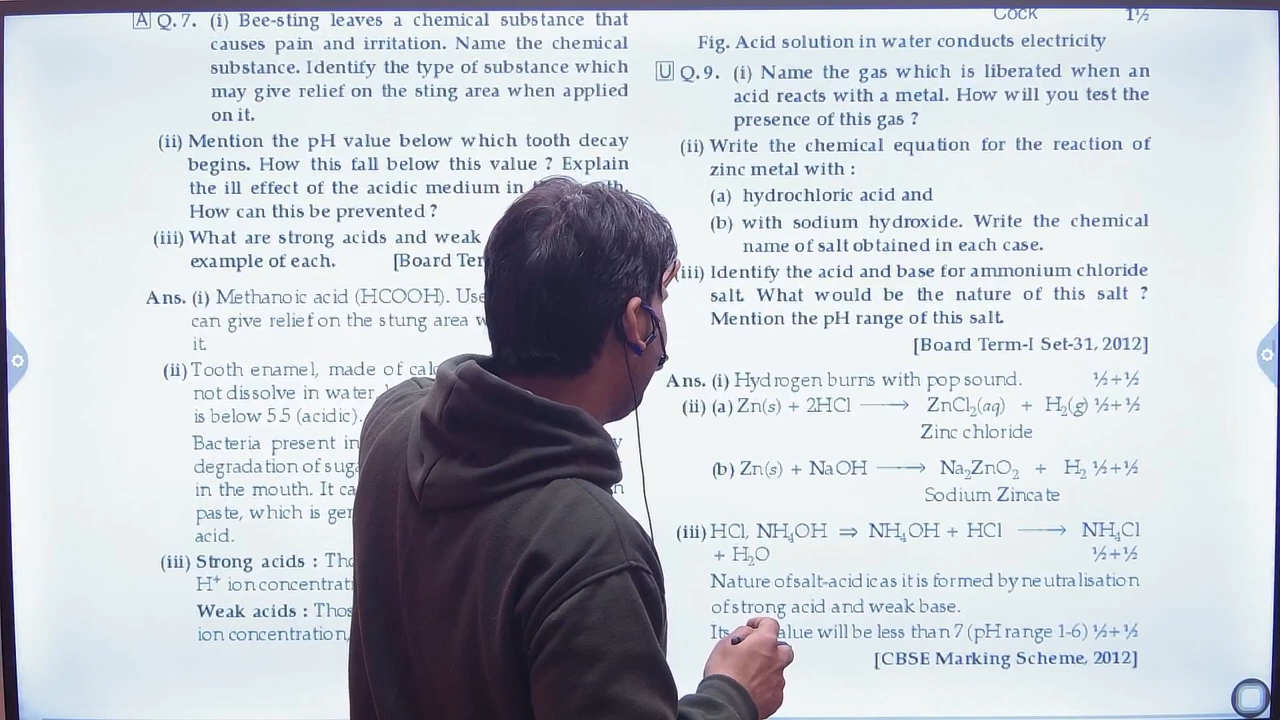 A Q. 7. (i) Bee-sting leaves a chemical substance that
causes pain and irritation. Name the chemical
substance. Identify the type of substance which
may give relief on the sting area when applied
on it.
(ii) Mention the pH value below which tooth decay
begins. How this fall below this value ? Explain
the ill effect of the acidic medium in
How can this be prevented ?
(iii) What are strong acids and weak
example of each. [Board
Ans. (i) Methanoic acid (HCOOH).
can give relief on the stung area
it.
(ii) Tooth enamel, made of
not dissolve in water
is below 5.5 (acidic).
Bacteria present in
degradation of
in the mouth. It
paste, which is
acid.
(iii) Strong acids :
H⁺ ion
Weak acids :
ion concentration
Cock 1½
Fig. Acid solution in water conducts electricity
U Q. 9. (i) Name the gas which is liberated when an
acid reacts with a metal. How will you test the
presence of this gas ?
(ii) Write the chemical equation for the reaction of
zinc metal with :
(a) hydrochloric acid and
(b) with sodium hydroxide. Write the chemical
name of salt obtained in each case.
iii) Identify the acid and base for ammonium chloride
salt. What would be the nature of this salt ?
Mention the pH range of this salt.
[Board Term-I Set-31, 2012]
Ans. (i) Hydrogen burns with pop sound. ½+½
(ii) (a) Zn(s) + 2HCl ⟶ ZnCl₂(aq) + H₂(g) ½+½
Zinc chloride
(b) Zn(s) + NaOH ⟶ Na₂ZnO₂ + H₂ ½+½
Sodium Zincate
(iii) HCl, NH₄OH ⇒ NH₄OH + HCl ⟶ NH₄Cl
+ H₂O ½+½
Nature of salt-acidic as it is formed by neutralisation
of strong acid and weak base.
Its value will be less than 7 (pH range 1-6) ½+½
[CBSE Marking Scheme, 2012]